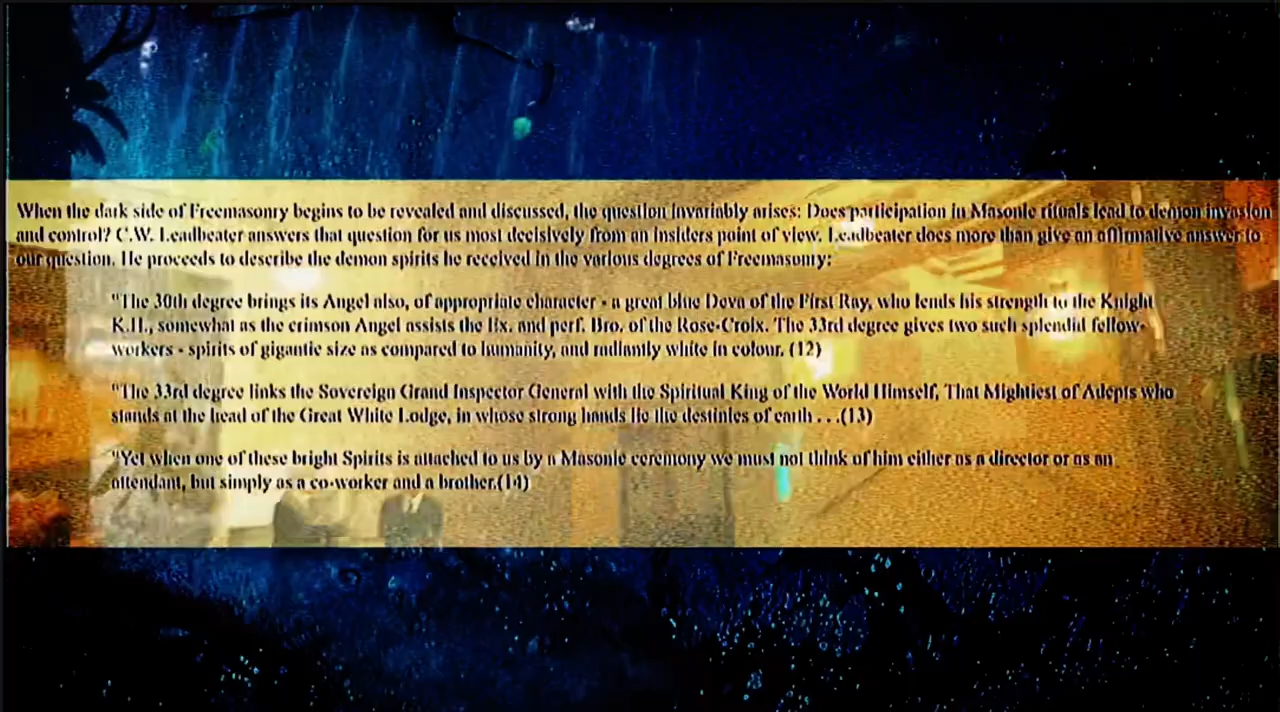 When the dark side of Freemasonry begins to be revealed and discussed, the question invariably arises: Does participation in Masonic rituals lead to demon invasion
and control? C.W. Leadbeater answers that question for us most decisively from an insiders point of view. Leadbeater does more than give an affirmative answer to
our question. He proceeds to describe the demon spirits he received in the various degrees of Freemasonry:
"The 30th degree brings its Angel also, of appropriate character - a great blue Deva of the First Ray, who lends his strength to the Knight
K.H., somewhat as the crimson Angel assists the Ex. and perf. Bro. of the Rose-Croix. The 33rd degree gives two such splendid fellow-
workers - spirits of gigantic size as compared to humanity, and radiantly white in colour. (12)
"The 33rd degree links the Sovereign Grand Inspector General with the Spiritual King of the World Himself, That Mightiest of Adepts who
stands at the head of the Great White Lodge, in whose strong hands lie the destinies of earth . . .(13)
"Yet when one of these bright Spirits is attached to us by a Masonic ceremony we must not think of him either as a director or as an
attendant, but simply as a co-worker and a brother.(14)